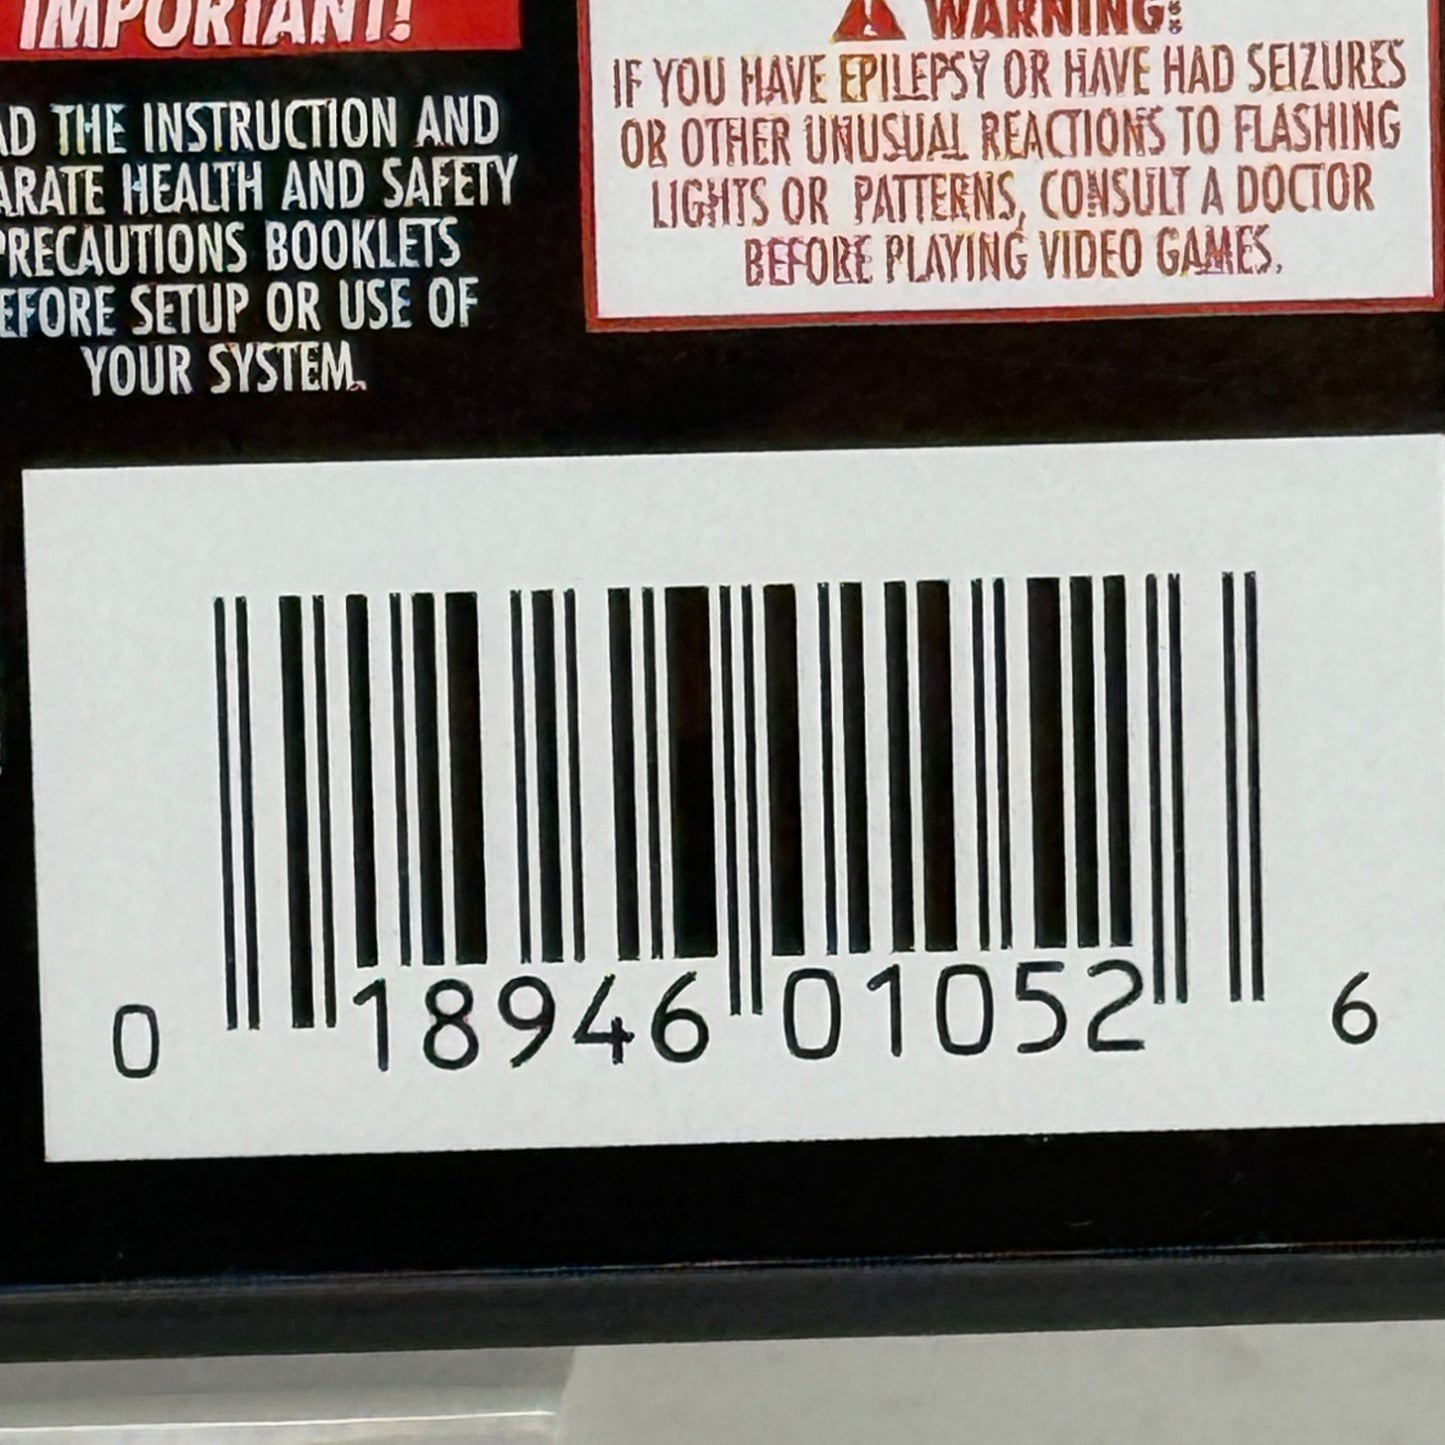 IMPORTANT!
AD THE INSTRUCTION AND
ARATE HEALTH AND SAFETY
PRECAUTIONS BOOKLETS
EFORE SETUP OR USE OF
YOUR SYSTEM.
WARNING:
IF YOU HAVE EPILEPSY OR HAVE HAD SEIZURES
OR OTHER UNUSUAL REACTIONS TO FLASHING
LIGHTS OR PATTERNS, CONSULT A DOCTOR
BEFORE PLAYING VIDEO GAMES.
0 18946 01052 6